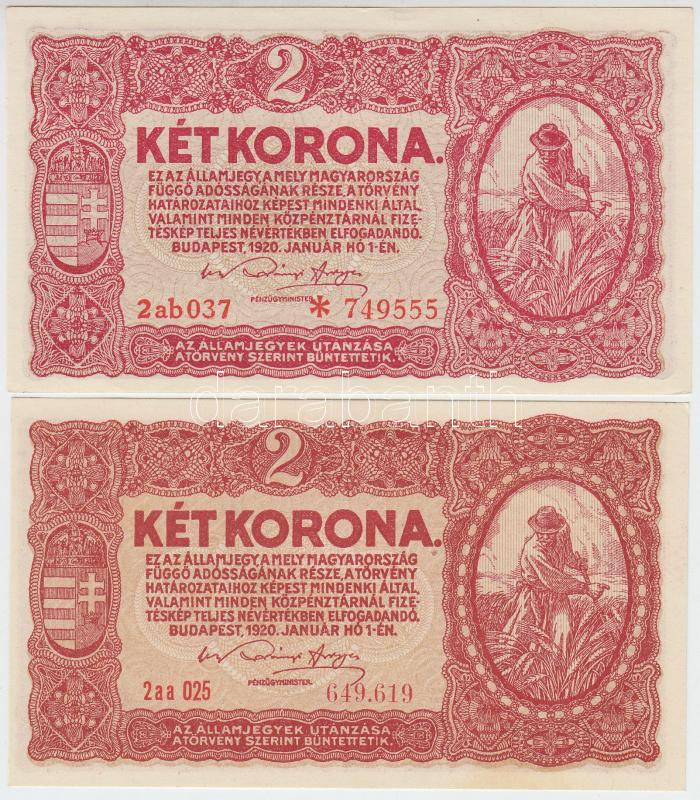 2
KÉT KORONA.
EZ AZ ÁLLAMJEGY, A MELY MAGYARORSZÁG
FÜGGŐ ADÓSSÁGÁNAK RÉSZE, A TÖRVÉNY
HATÁROZATAIHOZ KÉPEST MINDENKI ÁLTAL,
VALAMINT MINDEN KÖZPÉNZTÁRNÁL FIZE-
TÉSKÉP TELJES NÉVÉRTÉKBEN ELFOGADANDÓ.
BUDAPEST, 1920. JANUÁR HÓ 1-ÉN.
PÉNZÜGYMINISTER.
2ab037 * 749555
AZ ÁLLAMJEGYEK UTÁNZÁSA
A TÖRVÉNY SZERINT BÜNTETTETIK.
darabanth
2
KÉT KORONA.
EZ AZ ÁLLAMJEGY, A MELY MAGYARORSZÁG
FÜGGŐ ADÓSSÁGÁNAK RÉSZE, A TÖRVÉNY
HATÁROZATAIHOZ KÉPEST MINDENKI ÁLTAL,
VALAMINT MINDEN KÖZPÉNZTÁRNÁL FIZE-
TÉSKÉP TELJES NÉVÉRTÉKBEN ELFOGADANDÓ.
BUDAPEST, 1920. JANUÁR HÓ 1-ÉN.
PÉNZÜGYMINISTER.
2aa 025 649.619
AZ ÁLLAMJEGYEK UTÁNZÁSA
A TÖRVÉNY SZERINT BÜNTETTETIK.